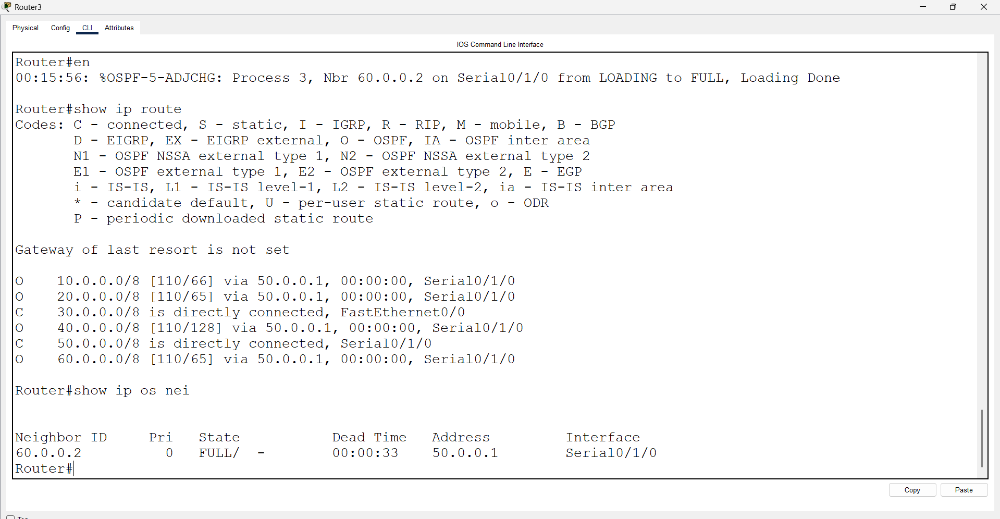 Router3
Physical Config CLI Attributes
IOS Command Line Interface
Router#en
00:15:56: %OSPF-5-ADJCHG: Process 3, Nbr 60.0.0.2 on Serial0/1/0 from LOADING to FULL, Loading Done
Router#show ip route
Codes: C - connected, S - static, I - IGRP, R - RIP, M - mobile, B - BGP
D - EIGRP, EX - EIGRP external, O - OSPF, IA - OSPF inter area
N1 - OSPF NSSA external type 1, N2 - OSPF NSSA external type 2
E1 - OSPF external type 1, E2 - OSPF external type 2, E - EGP
i - IS-IS, L1 - IS-IS level-1, L2 - IS-IS level-2, ia - IS-IS inter area
* - candidate default, U - per-user static route, o - ODR
P - periodic downloaded static route
Gateway of last resort is not set
O 10.0.0.0/8 [110/66] via 50.0.0.1, 00:00:00, Serial0/1/0
O 20.0.0.0/8 [110/65] via 50.0.0.1, 00:00:00, Serial0/1/0
C 30.0.0.0/8 is directly connected, FastEthernet0/0
O 40.0.0.0/8 [110/128] via 50.0.0.1, 00:00:00, Serial0/1/0
C 50.0.0.0/8 is directly connected, Serial0/1/0
O 60.0.0.0/8 [110/65] via 50.0.0.1, 00:00:00, Serial0/1/0
Router#show ip os nei
Neighbor ID Pri State Dead Time Address Interface
60.0.0.2 0 FULL/ - 00:00:33 50.0.0.1 Serial0/1/0
Router#
Copy Paste